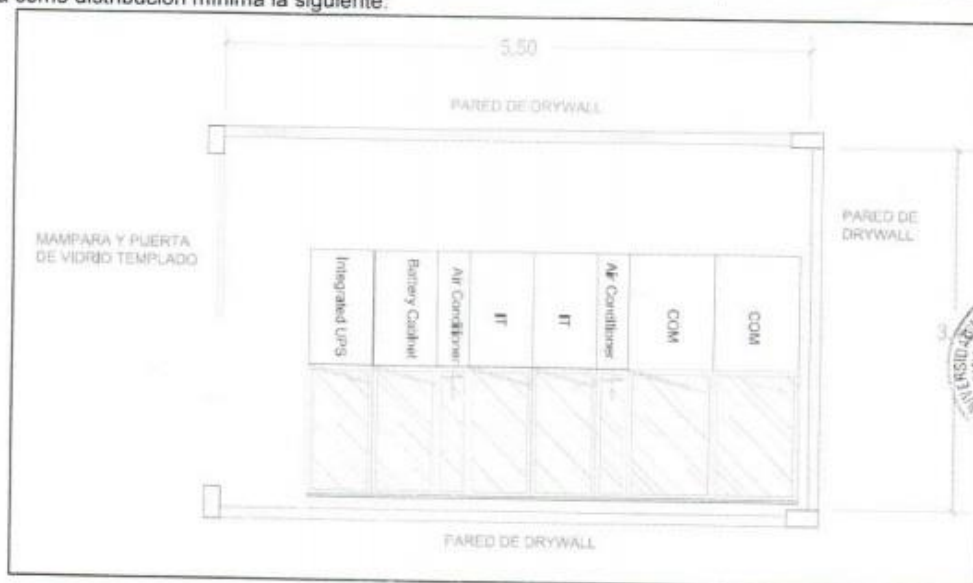 como distribución mínima la siguiente:
5.50
PARED DE DRYWALL
MAMPARA Y PUERTA
DE VIDRIO TEMPLADO
PARED DE
DRYWALL
Integrated UPS
Battery Cabinet
Air Conditioner
IT
IT
Air Conditioner
COM
COM
3.
PARED DE DRYWALL